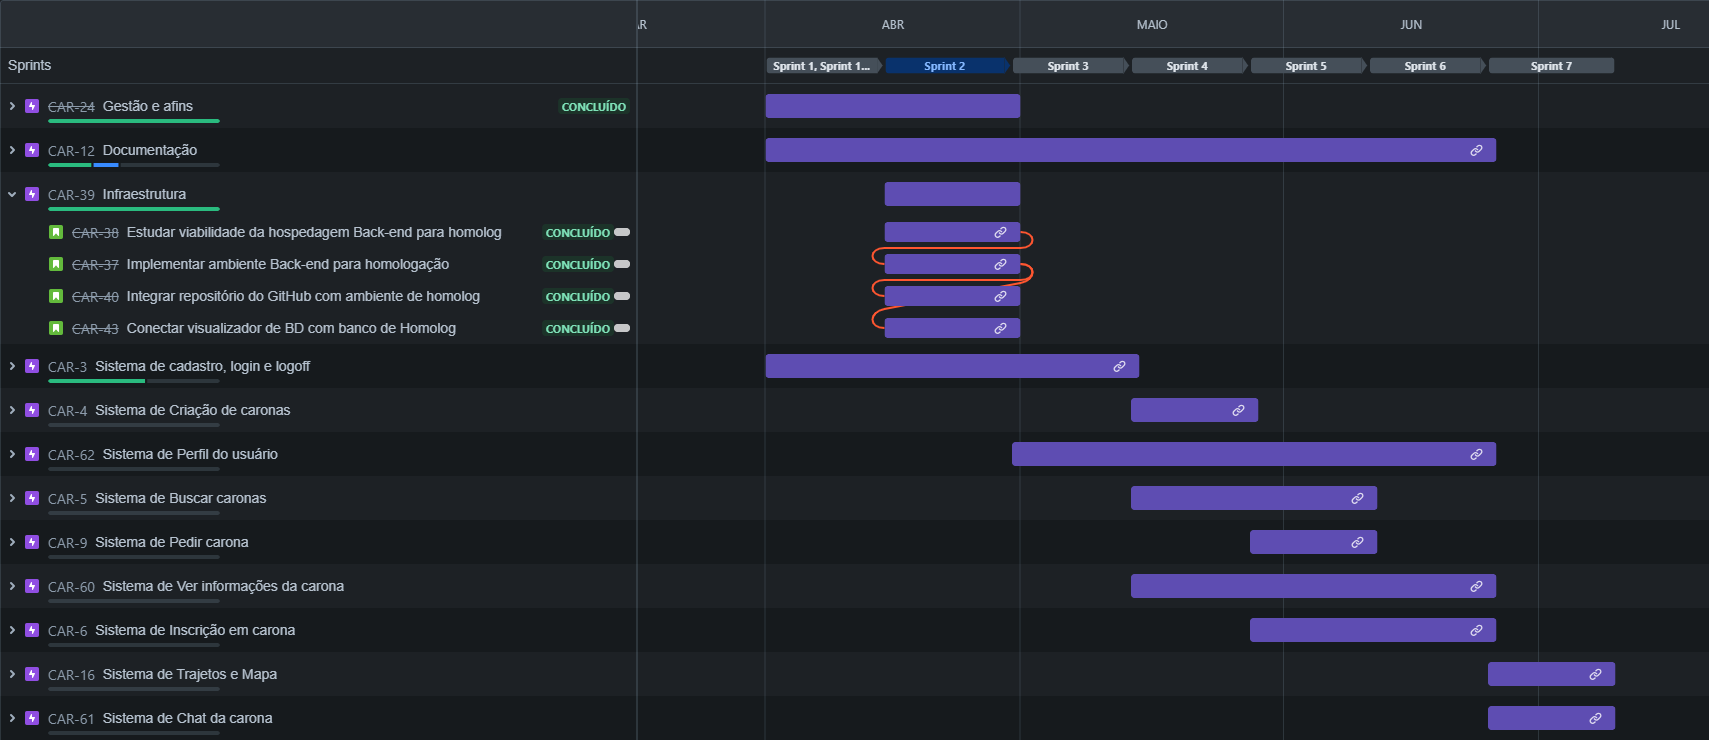 AR ABR MAIO JUN JUL
Sprints Sprint 1, Sprint 1... Sprint 2 Sprint 3 Sprint 4 Sprint 5 Sprint 6 Sprint 7
CAR-24 Gestão e afins CONCLUÍDO
CAR-12 Documentação
CAR-39 Infraestrutura
CAR-38 Estudar viabilidade da hospedagem Back-end para homolog CONCLUÍDO
CAR-37 Implementar ambiente Back-end para homologação CONCLUÍDO
CAR-40 Integrar repositório do GitHub com ambiente de homolog CONCLUÍDO
CAR-43 Conectar visualizador de BD com banco de Homolog CONCLUÍDO
CAR-3 Sistema de cadastro, login e logoff
CAR-4 Sistema de Criação de caronas
CAR-62 Sistema de Perfil do usuário
CAR-5 Sistema de Buscar caronas
CAR-9 Sistema de Pedir carona
CAR-60 Sistema de Ver informações da carona
CAR-6 Sistema de Inscrição em carona
CAR-16 Sistema de Trajetos e Mapa
CAR-61 Sistema de Chat da carona